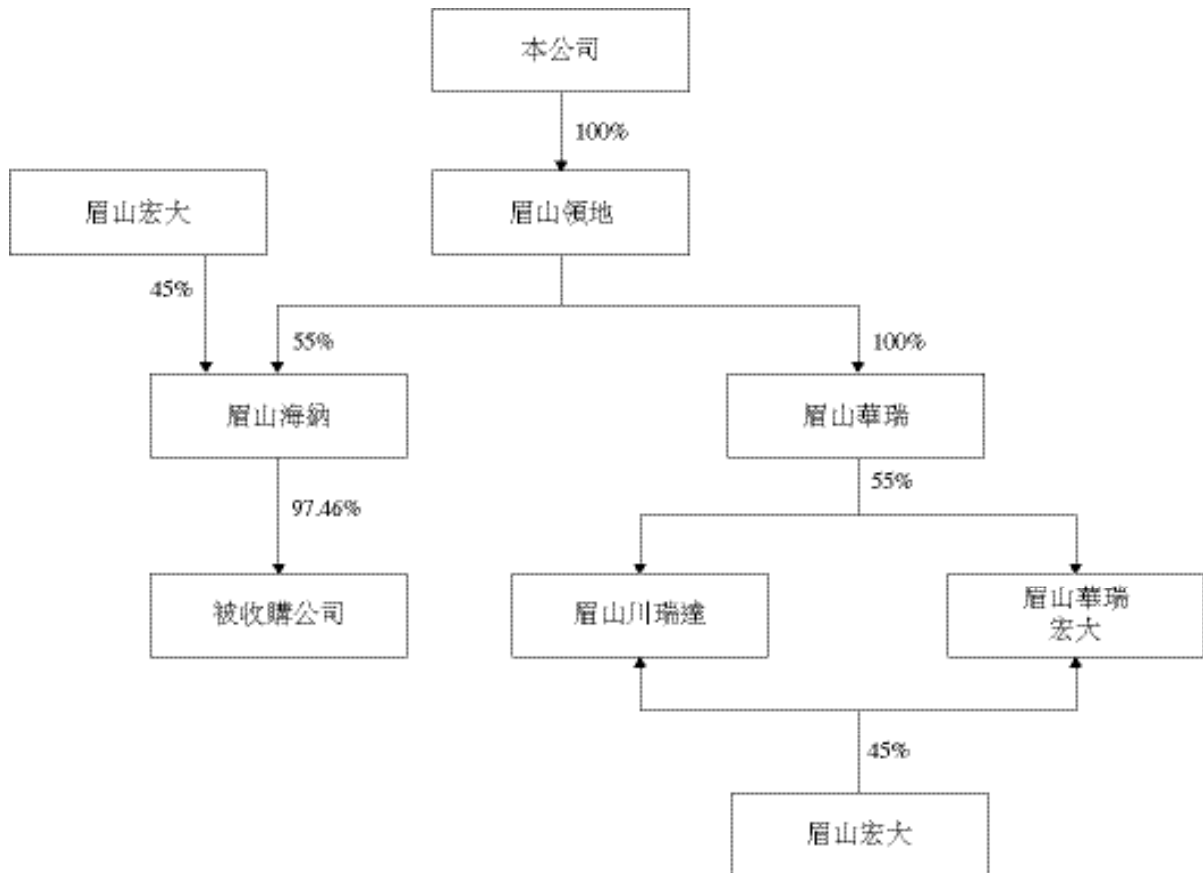 本公司
100%
眉山宏大
眉山領地
45%
55%
100%
眉山海納
眉山華瑞
97.46%
55%
被收購公司
眉山川瑞達
眉山華瑞
宏大
45%
眉山宏大